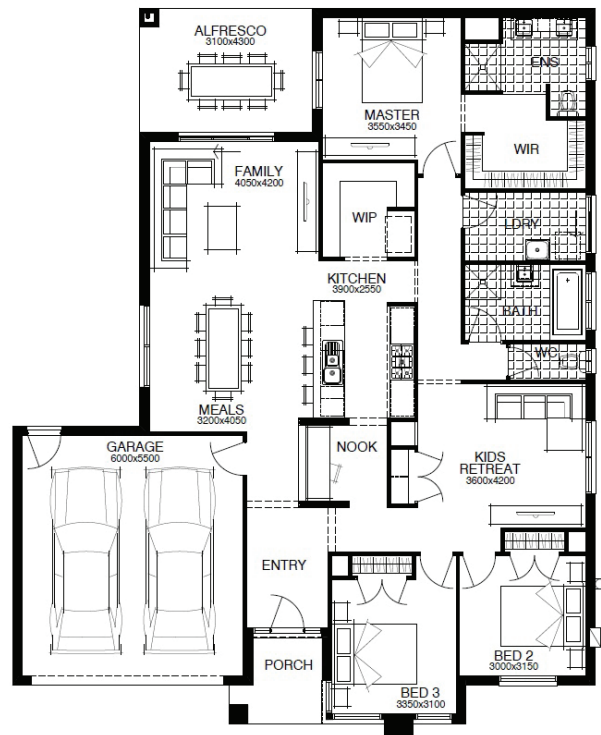 ALFRESCO
3100x4300
ENS
MASTER
3550x3450
WIR
FAMILY
4050x4200
WIP
LDRY
KITCHEN
3900x2550
BATH
WC
MEALS
3200x4050
GARAGE
6000x5500
NOOK
KIDS
RETREAT
3600x4200
ENTRY
PORCH
BED 2
3000x3150
BED 3
3350x3100